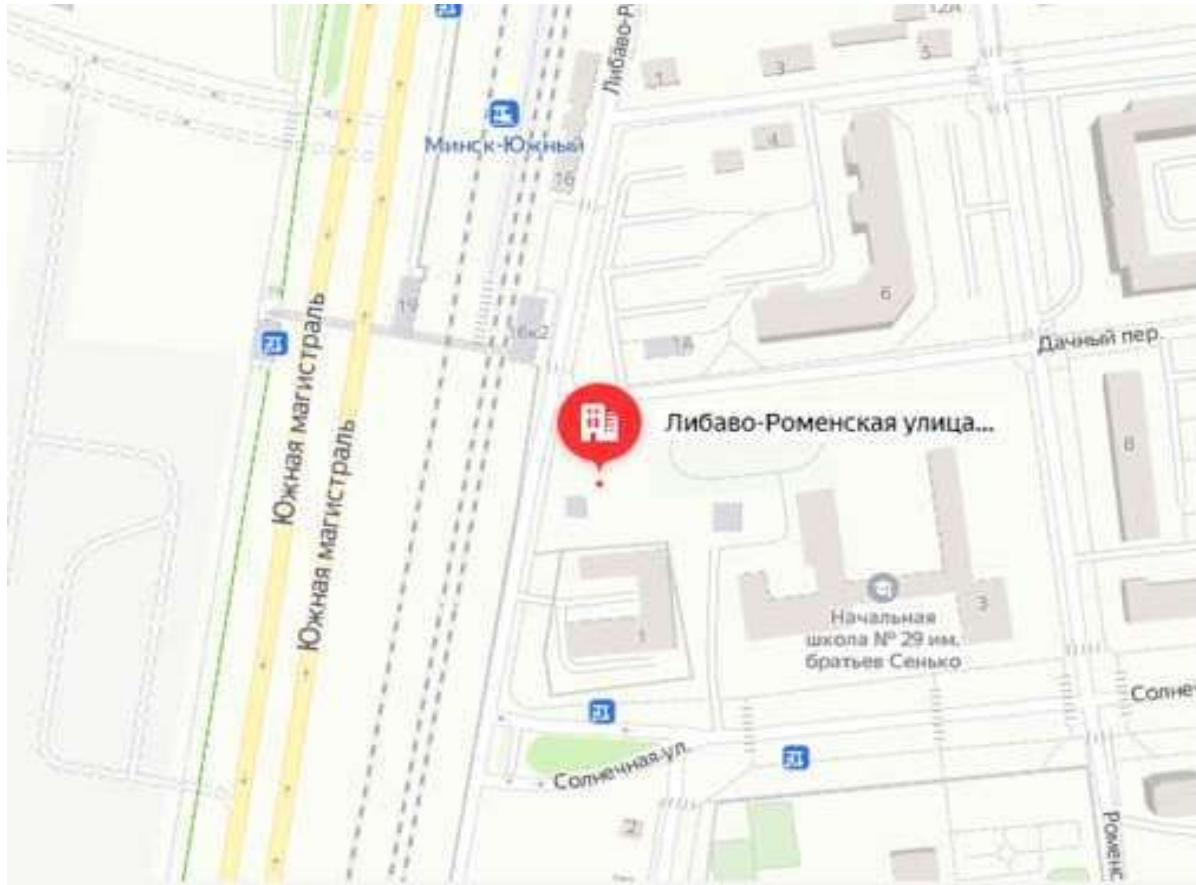 12А
Либаво-Р
1
3
5
Минск-Южный
4
16
6
19
16к2
1А
Дачный пер.
Южная магистраль
Южная магистраль
Либаво-Роменская улица...
8
1
3
Начальная
школа № 29 им.
братьев Сенько
Солне
Солнечная ул.
2
Роменс